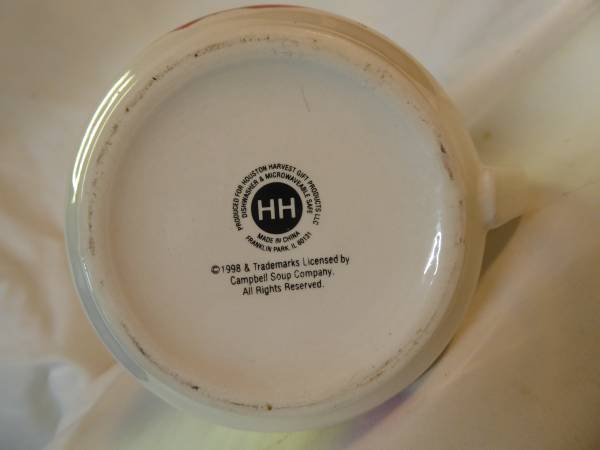 PRODUCED FOR HOUSTON HARVEST GIFT PRODUCTS LLC
DISHWASHER & MICROWAVEABLE SAFE
HH
MADE IN CHINA
FRANKLIN PARK, IL 60131
©1998 & Trademarks Licensed by
Campbell Soup Company.
All Rights Reserved.